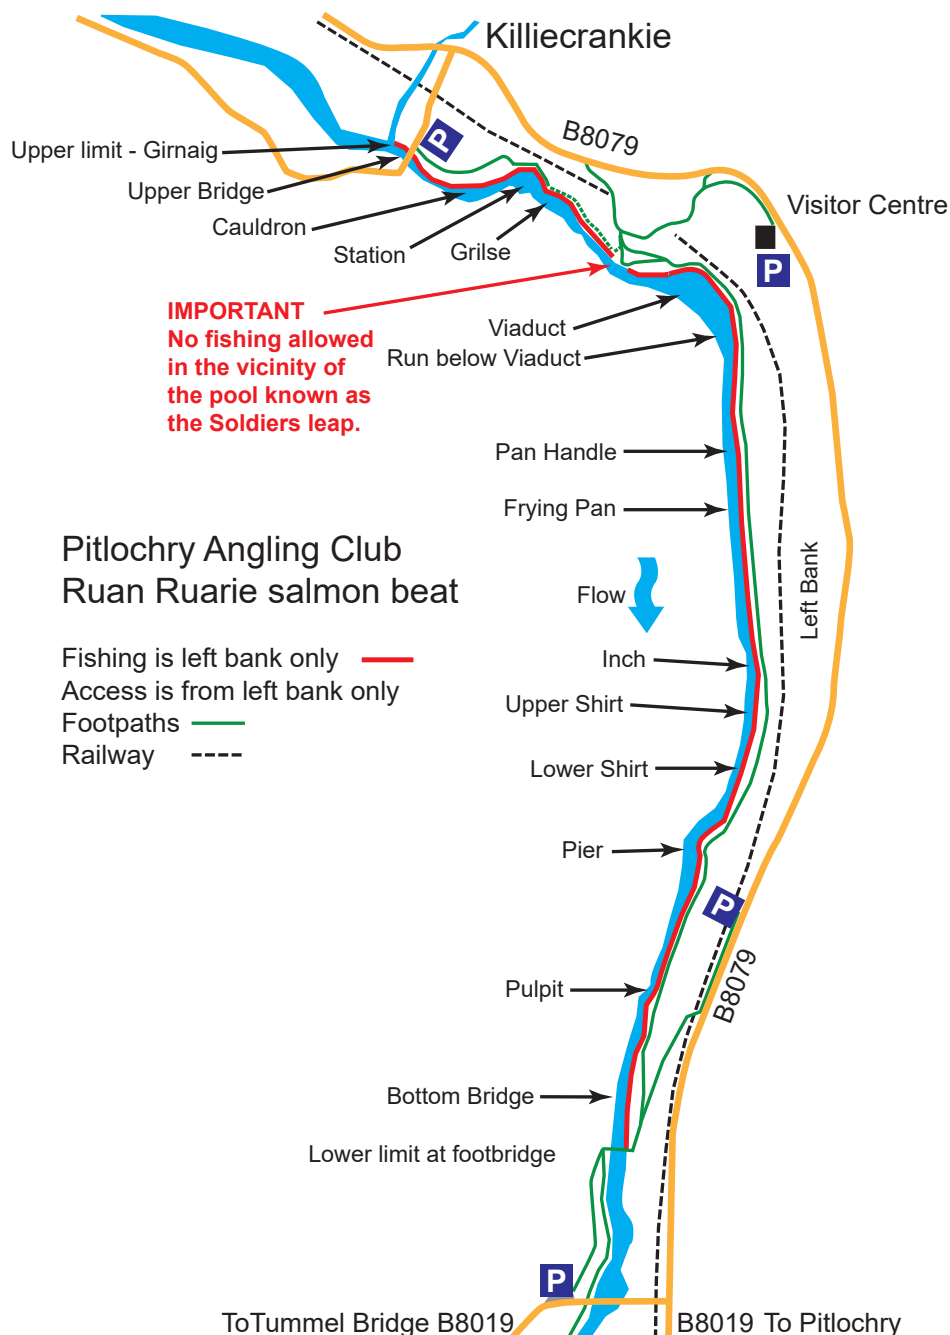 Killiecrankie
B8079
P
Upper limit - Girnaig
Upper Bridge
Cauldron
Station
Grilse
Visitor Centre
P
IMPORTANT
No fishing allowed
in the vicinity of
the pool known as
the Soldiers leap.
Viaduct
Run below Viaduct
Pan Handle
Frying Pan
Pitlochry Angling Club
Ruan Ruarie salmon beat
Flow
Left Bank
Fishing is left bank only
Access is from left bank only
Footpaths
Railway
Inch
Upper Shirt
Lower Shirt
Pier
P
B8079
Pulpit
Bottom Bridge
Lower limit at footbridge
P
ToTummel Bridge B8019
B8019 To Pitlochry